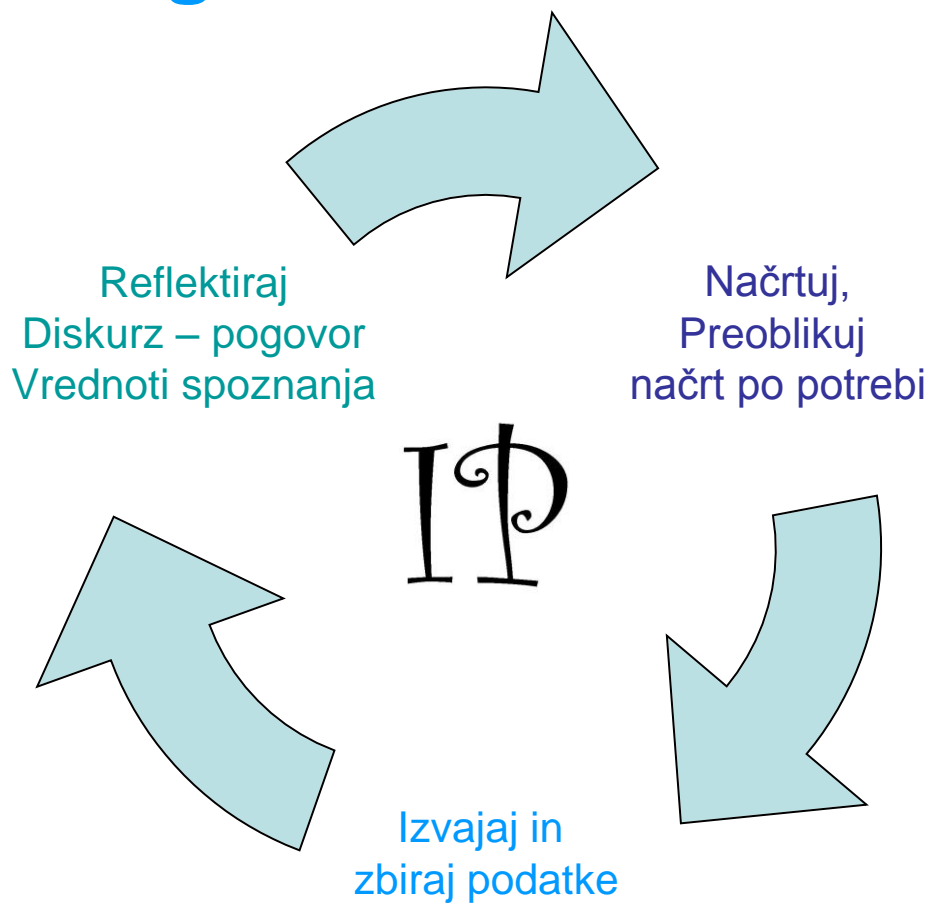 Reflektiraj
Diskurz – pogovor
Vrednoti spoznanja
Načrtuj,
Preoblikuj
načrt po potrebi
IP
Izvajaj in
zbiraj podatke